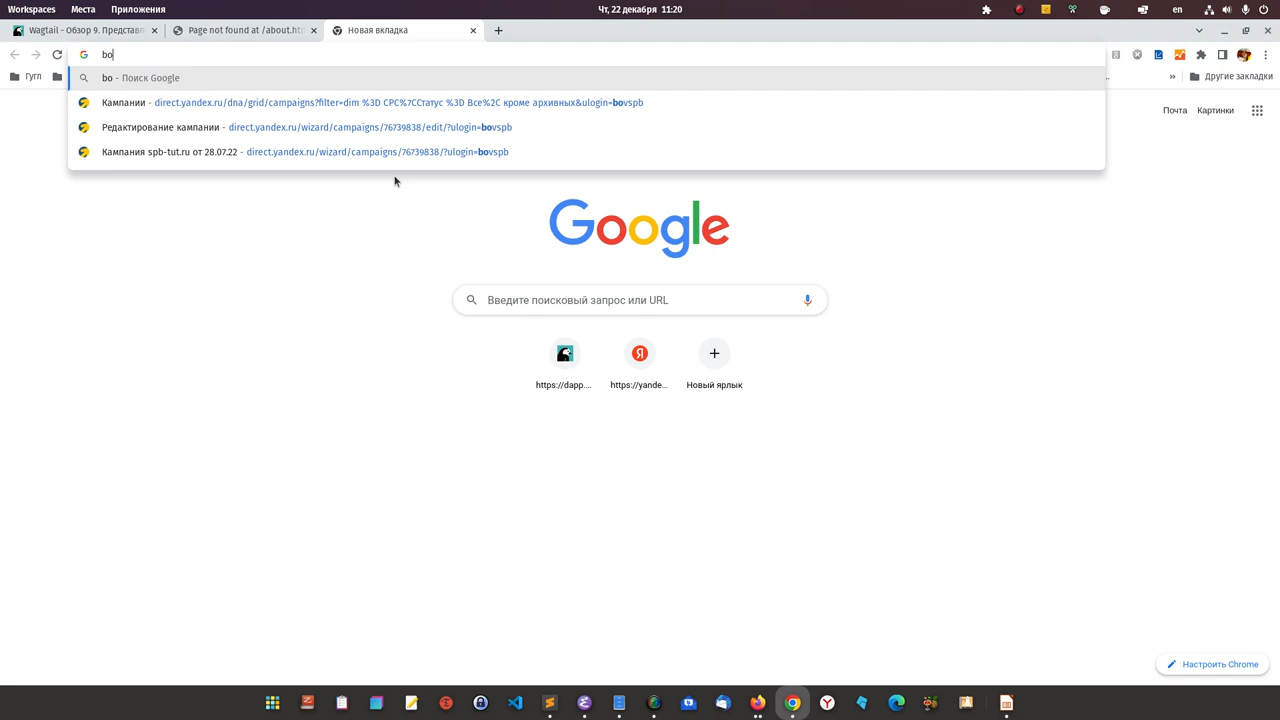 Workspaces Места Приложения Чт, 22 декабря 11:20 en
Wagtail - Обзор 9. Представл Page not found at /about.htm Новая вкладка
bo
Гугл Другие закладки
bo - Поиск Google
Кампании - direct.yandex.ru/dna/grid/campaigns?filter=dim %3D CPC%2CСтатус %3D Все%2C кроме архивных&ulogin=bovspb
Редактирование кампании - direct.yandex.ru/wizard/campaigns/76739838/edit/?ulogin=bovspb
Кампания spb-tut.ru от 28.07.22 - direct.yandex.ru/wizard/campaigns/76739838/?ulogin=bovspb
Почта Картинки
Google
Введите поисковый запрос или URL
https://dapp.... https://yande... Новый ярлык
Настроить Chrome